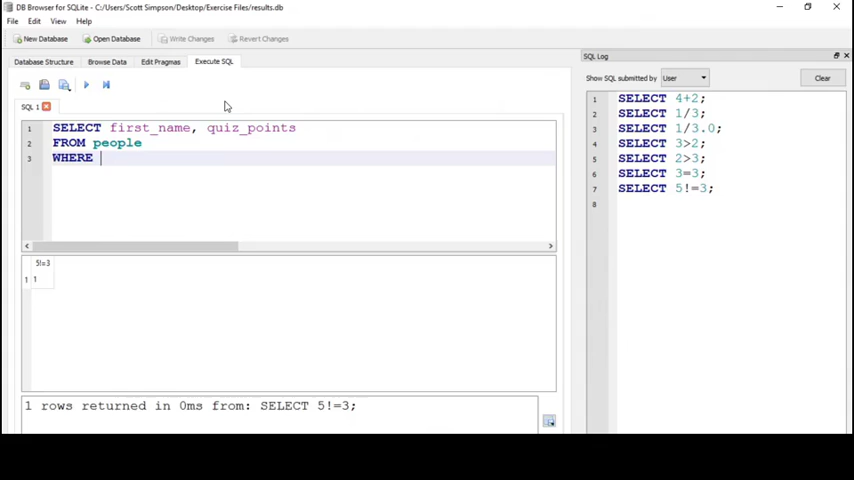 DB Browser for SQLite - C:/Users/Scott Simpson/Desktop/Exercise Files/results.db
File Edit View Help
New Database Open Database Write Changes Revert Changes
Database Structure Browse Data Edit Pragmas Execute SQL
SQL 1
1 SELECT first_name, quiz_points
2 FROM people
3 WHERE
5!=3
1 1
1 rows returned in 0ms from: SELECT 5!=3;
SQL Log
Show SQL submitted by User Clear
1 SELECT 4+2;
2 SELECT 1/3;
3 SELECT 1/3.0;
4 SELECT 3>2;
5 SELECT 2>3;
6 SELECT 3=3;
7 SELECT 5!=3;
8